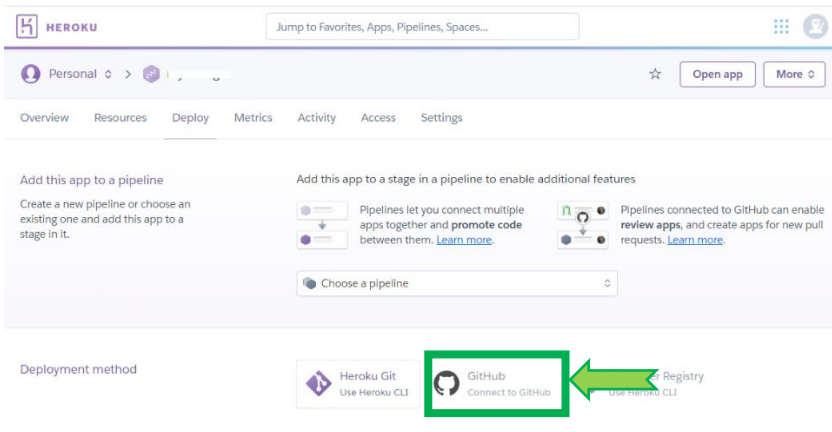 HEROKU
Jump to Favorites, Apps, Pipelines, Spaces...
Personal
Open app
More
Overview Resources Deploy Metrics Activity Access Settings
Add this app to a pipeline
Create a new pipeline or choose an
existing one and add this app to a
stage in it.
Add this app to a stage in a pipeline to enable additional features
Pipelines let you connect multiple
apps together and promote code
between them. Learn more.
Pipelines connected to GitHub can enable
review apps, and create apps for new pull
requests. Learn more.
Choose a pipeline
Deployment method
Heroku Git
Use Heroku CLI
GitHub
Connect to GitHub
Registry
Use Heroku CLI